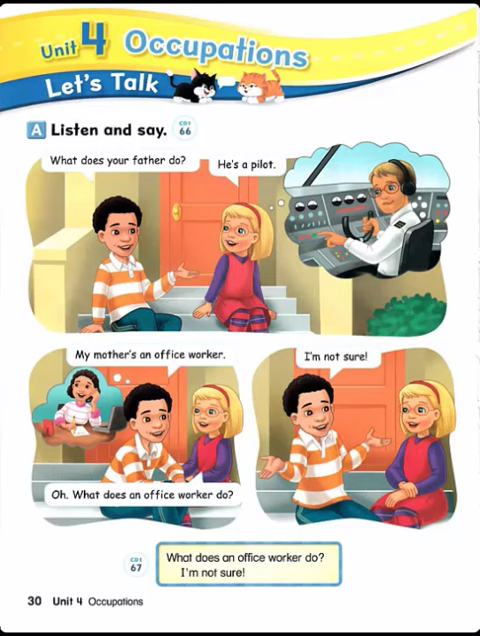 Unit 4 Occupations
Let's Talk
A Listen and say. CD1 66
What does your father do?
He's a pilot.
My mother's an office worker.
Oh. What does an office worker do?
I'm not sure!
CD1 67
What does an office worker do?
I'm not sure!
30 Unit 4 Occupations